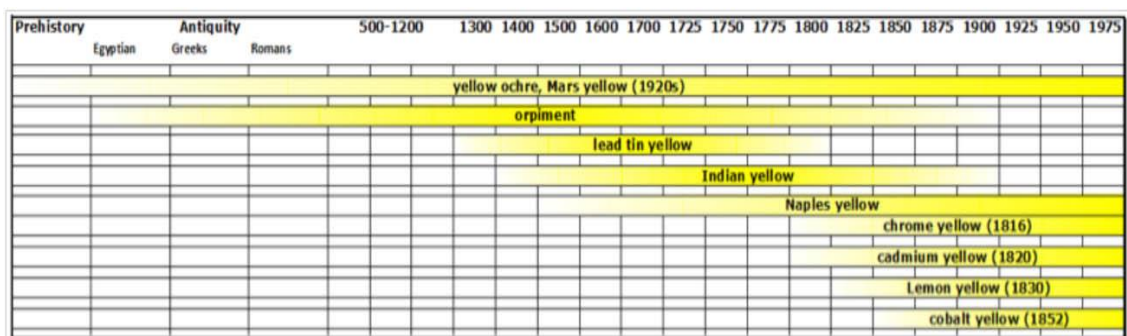 Prehistory Antiquity 500-1200 1300 1400 1500 1600 1700 1725 1750 1775 1800 1825 1850 1875 1900 1925 1950 1975
Egyptian Greeks Romans
yellow ochre, Mars yellow (1920s)
orpiment
lead tin yellow
Indian yellow
Naples yellow
chrome yellow (1816)
cadmium yellow (1820)
Lemon yellow (1830)
cobalt yellow (1852)